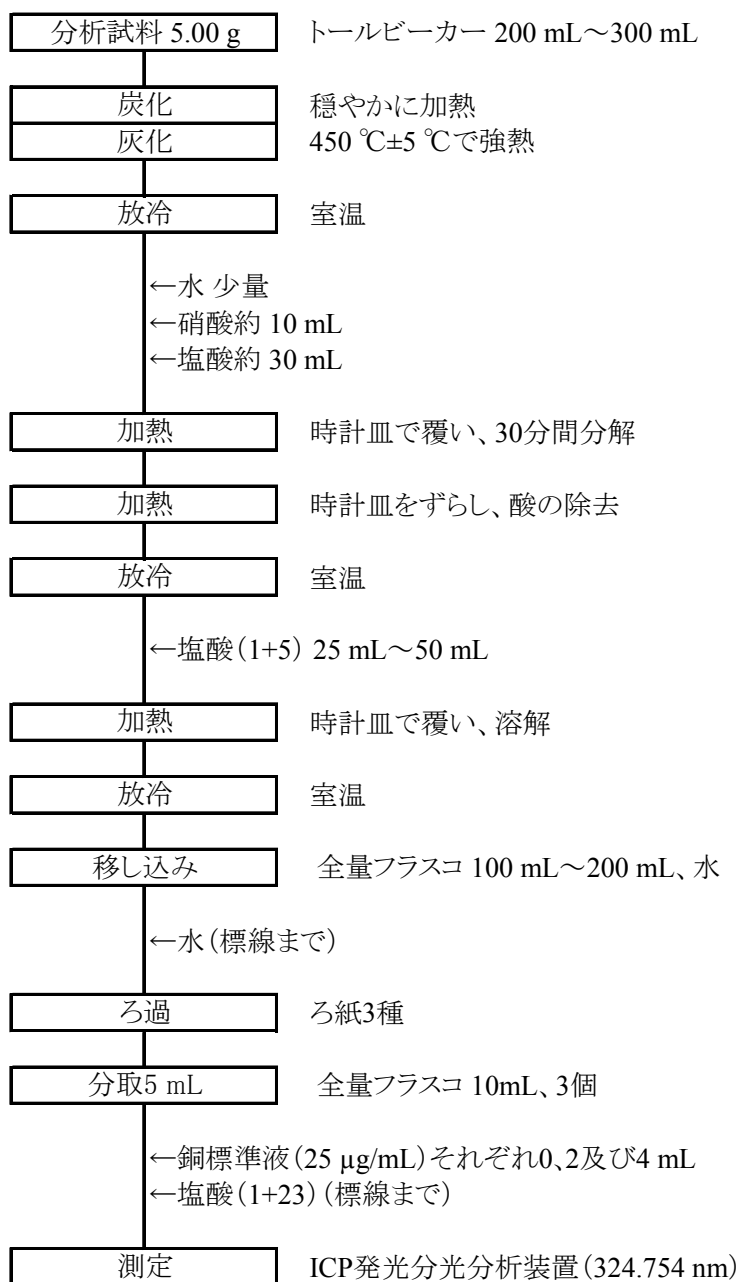 分析試料 5.00 g トールビーカー 200 mL～300 mL
炭化 穏やかに加熱
灰化 450 ℃±5 ℃で強熱
放冷 室温
←水 少量
←硝酸約 10 mL
←塩酸約 30 mL
加熱 時計皿で覆い、30分間分解
加熱 時計皿をずらし、酸の除去
放冷 室温
←塩酸(1+5) 25 mL～50 mL
加熱 時計皿で覆い、溶解
放冷 室温
移し込み 全量フラスコ 100 mL～200 mL、水
←水(標線まで)
ろ過 ろ紙3種
分取5 mL 全量フラスコ 10mL、3個
←銅標準液(25 µg/mL)それぞれ0、2及び4 mL
←塩酸(1+23)(標線まで)
測定 ICP発光分光分析装置(324.754 nm)